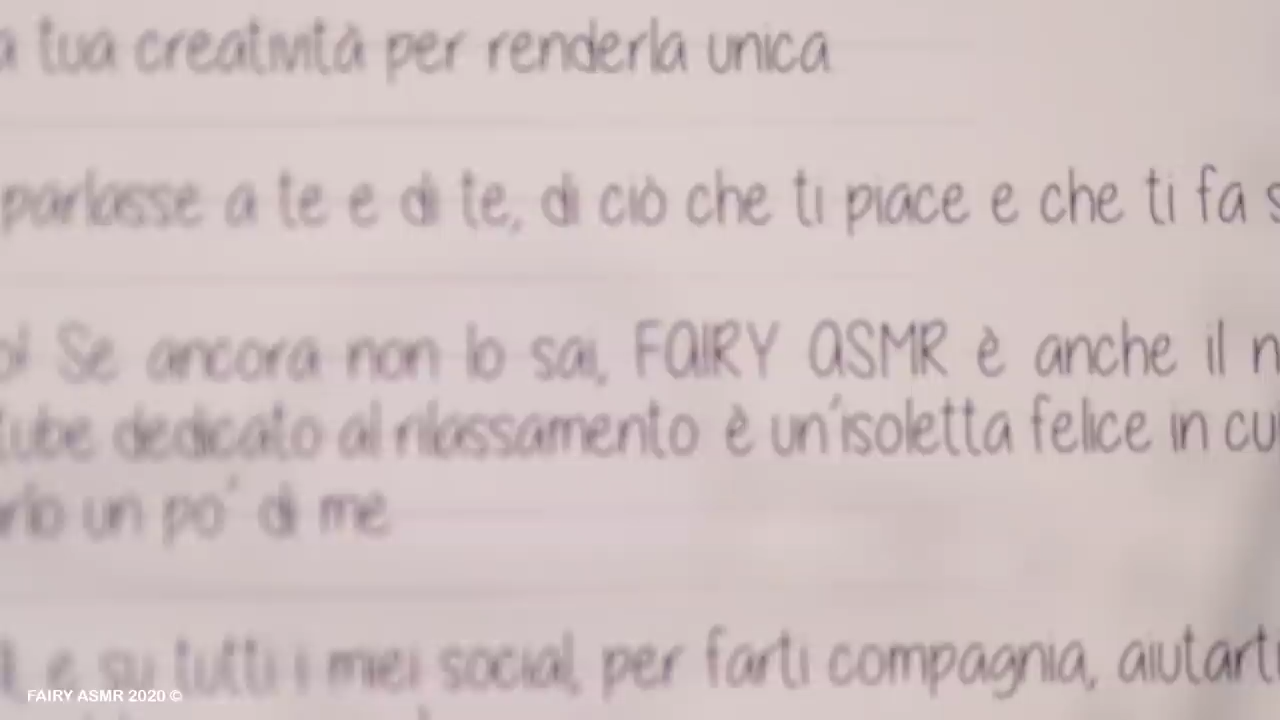 a tua creatività per renderla unica
parlasse a te e di te, di ciò che ti piace e che ti fa
Se ancora non lo sai, FAIRY ASMR è anche il
dedicato al rilassamento è un'isoletta felice in
un po' di me
e su tutti i miei social, per farti compagnia, aiutarti
FAIRY ASMR 2020 ©